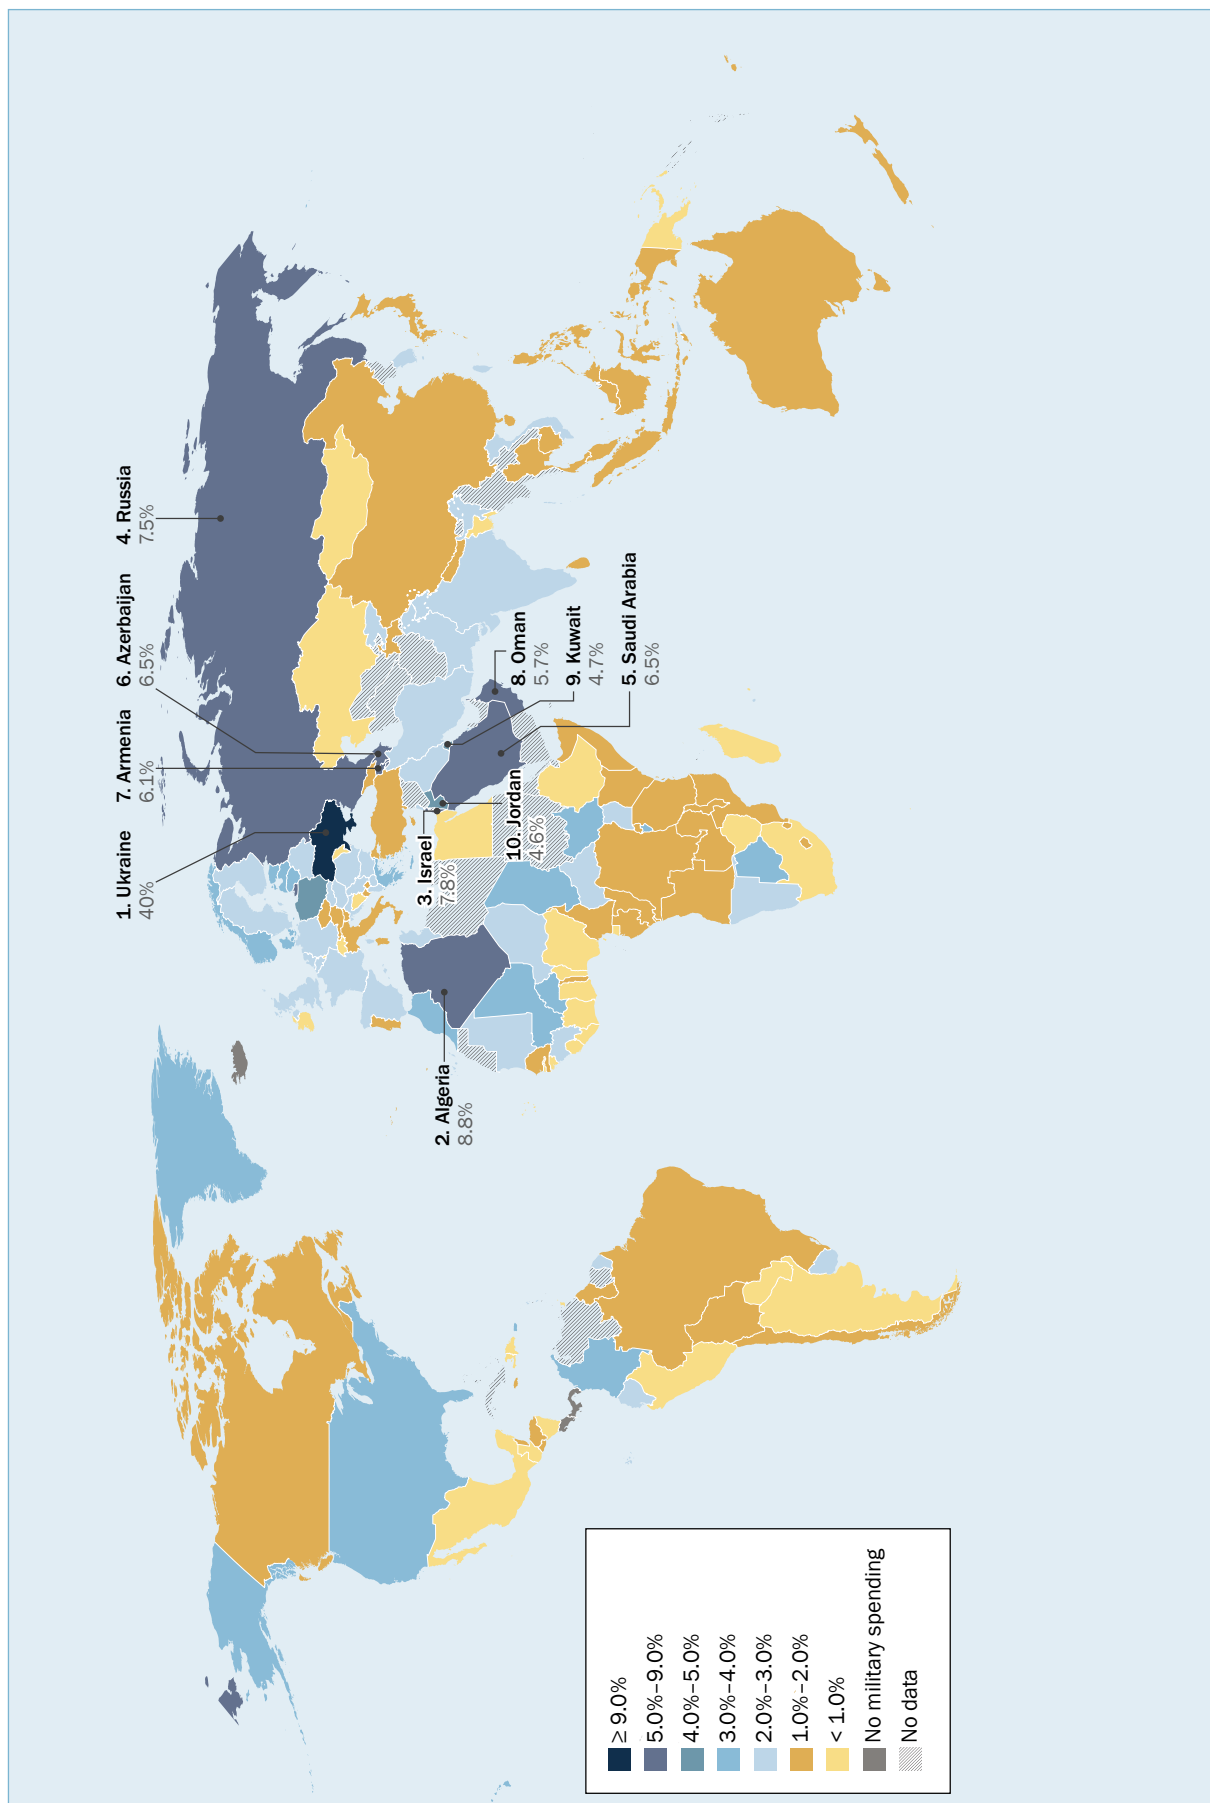 1. Ukraine
40%
7. Armenia
6.1%
6. Azerbaijan
6.5%
4. Russia
7.5%
2. Algeria
8.8%
3. Israel
7.8%
10. Jordan
4.6%
8. Oman
5.7%
9. Kuwait
4.7%
5. Saudi Arabia
6.5%
≥ 9.0%
5.0%–9.0%
4.0%–5.0%
3.0%–4.0%
2.0%–3.0%
1.0%–2.0%
< 1.0%
No military spending
No data